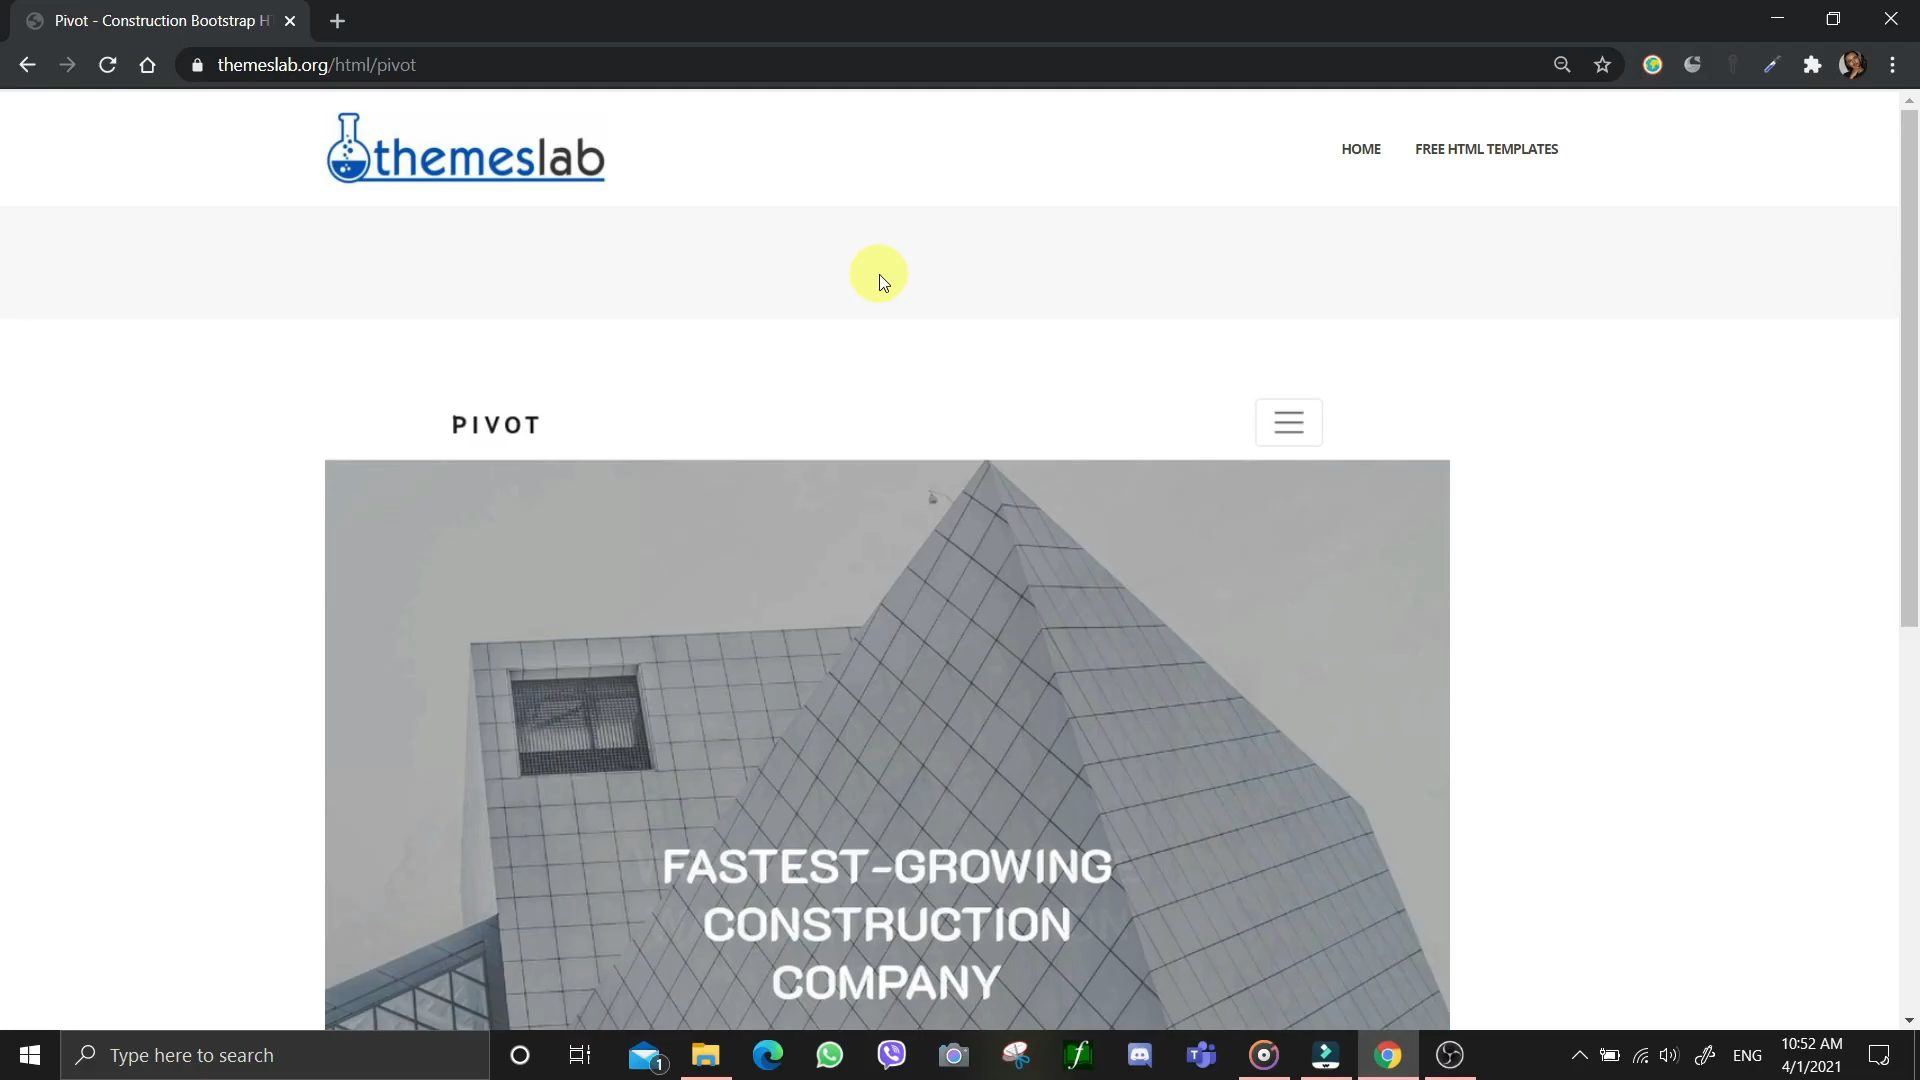 Pivot - Construction Bootstrap H
themeslab.org/html/pivot
themeslab
HOME
FREE HTML TEMPLATES
PIVOT
FASTEST-GROWING
CONSTRUCTION
COMPANY
Type here to search
1
ENG
10:52 AM
4/1/2021